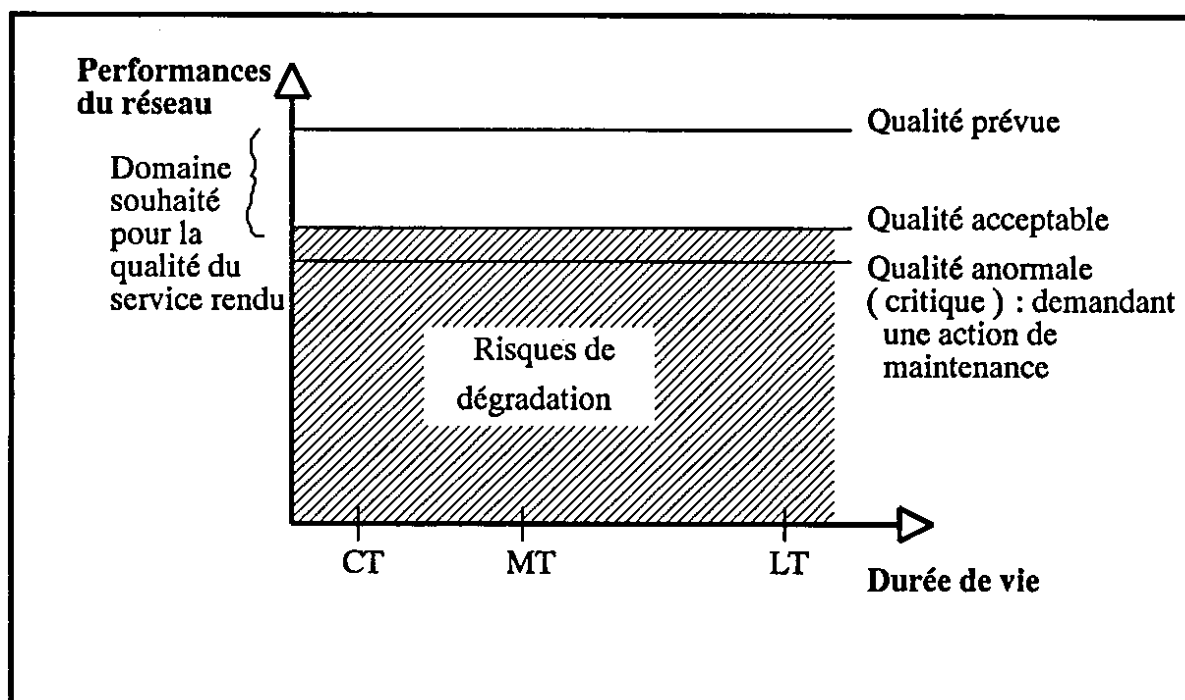 Performances
du réseau
Qualité prévue
Domaine
souhaité
pour la
qualité du
service rendu
Qualité acceptable
Qualité anormale
( critique ) : demandant
une action de
maintenance
Risques de
dégradation
CT
MT
LT
Durée de vie